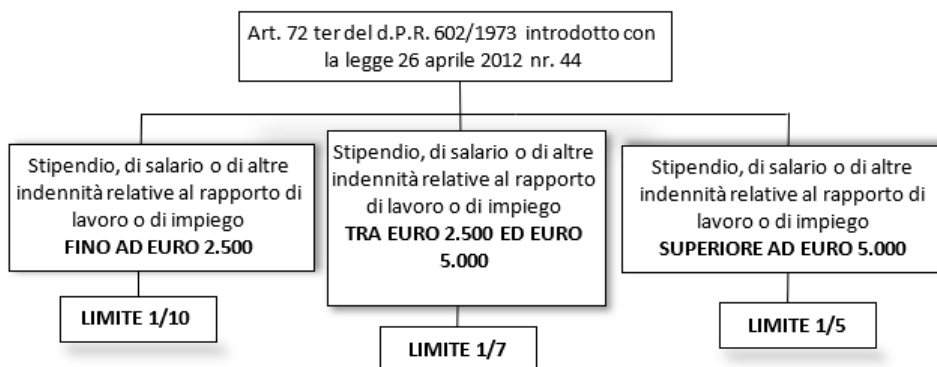 Art. 72 ter del d.P.R. 602/1973 introdotto con
la legge 26 aprile 2012 nr. 44
Stipendio, di salario o di altre
indennità relative al rapporto di
lavoro o di impiego
FINO AD EURO 2.500
LIMITE 1/10
Stipendio, di salario o di altre
indennità relative al rapporto
di lavoro o di impiego
TRA EURO 2.500 ED EURO
5.000
LIMITE 1/7
Stipendio, di salario o di altre
indennità relative al rapporto di
lavoro o di impiego
SUPERIORE AD EURO 5.000
LIMITE 1/5